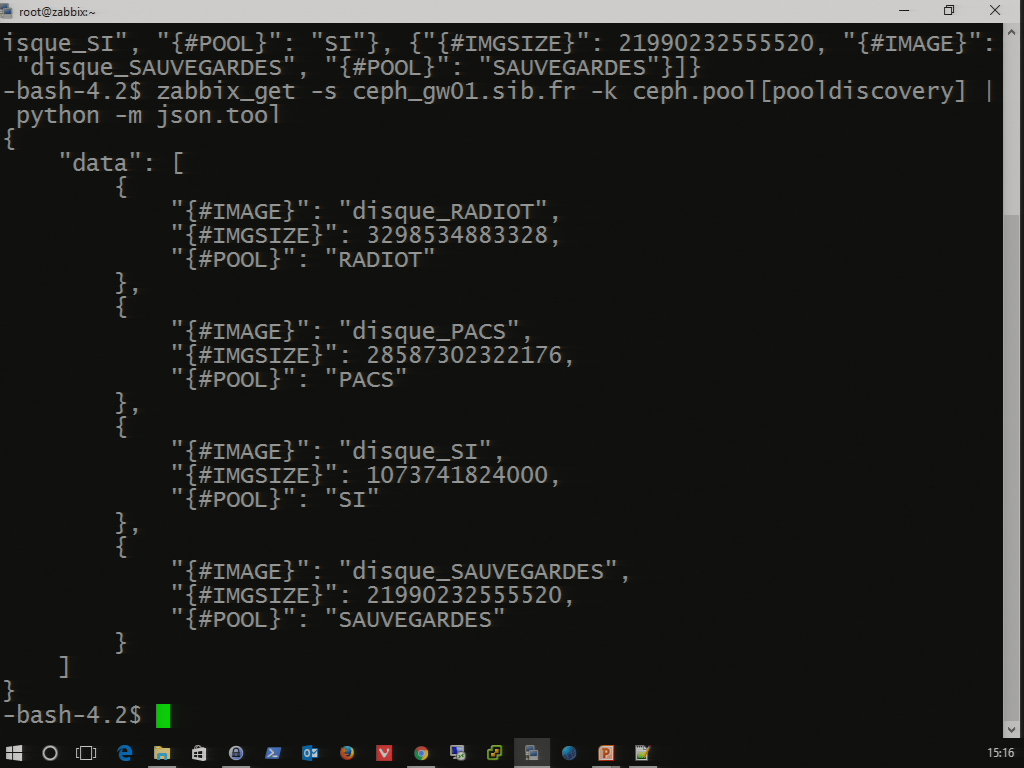 root@zabbix:~
isque_SI", "{#POOL}": "SI"}, {"{#IMGSIZE}": 21990232555520, "{#IMAGE}":
 "disque_SAUVEGARDES", "{#POOL}": "SAUVEGARDES"}]}
-bash-4.2$ zabbix_get -s ceph_gw01.sib.fr -k ceph.pool[pooldiscovery] |
 python -m json.tool
{
    "data": [
        {
            "{#IMAGE}": "disque_RADIOT",
            "{#IMGSIZE}": 3298534883328,
            "{#POOL}": "RADIOT"
        },
        {
            "{#IMAGE}": "disque_PACS",
            "{#IMGSIZE}": 28587302322176,
            "{#POOL}": "PACS"
        },
        {
            "{#IMAGE}": "disque_SI",
            "{#IMGSIZE}": 1073741824000,
            "{#POOL}": "SI"
        },
        {
            "{#IMAGE}": "disque_SAUVEGARDES",
            "{#IMGSIZE}": 21990232555520,
            "{#POOL}": "SAUVEGARDES"
        }
    ]
}
-bash-4.2$
15:16